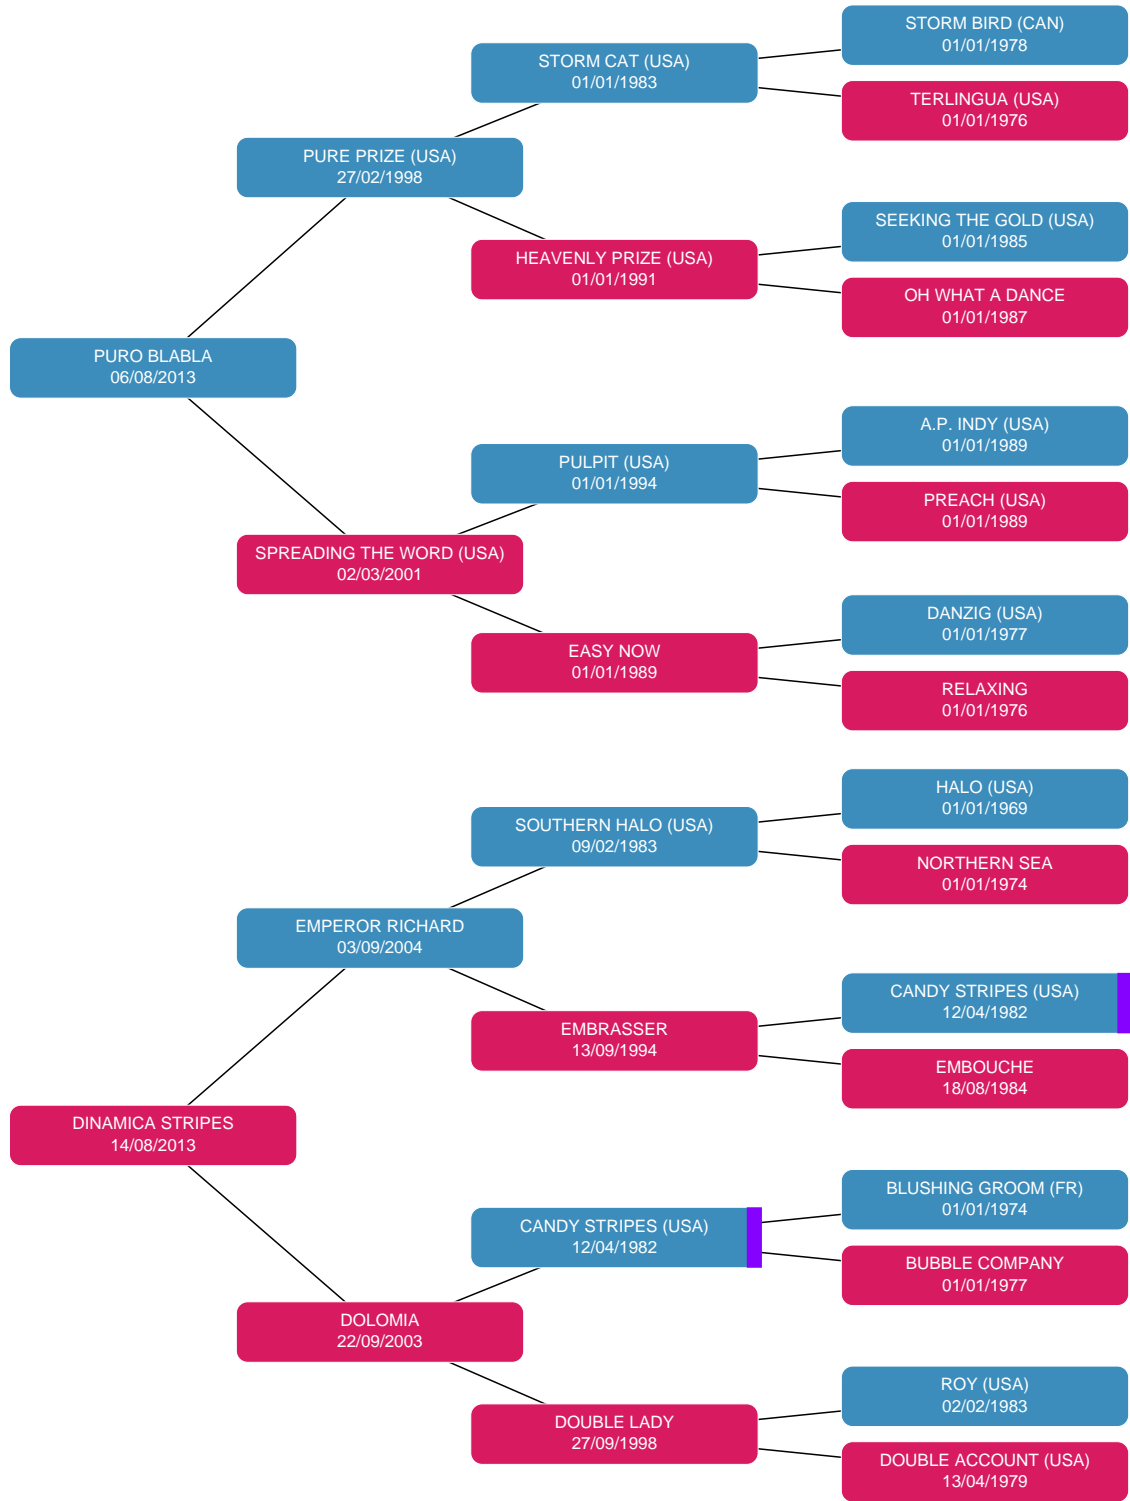 STORM BIRD (CAN)
01/01/1978
STORM CAT (USA)
01/01/1983
TERLINGUA (USA)
01/01/1976
PURE PRIZE (USA)
27/02/1998
SEEKING THE GOLD (USA)
01/01/1985
HEAVENLY PRIZE (USA)
01/01/1991
OH WHAT A DANCE
01/01/1987
PURO BLABLA
06/08/2013
A.P. INDY (USA)
01/01/1989
PULPIT (USA)
01/01/1994
PREACH (USA)
01/01/1989
SPREADING THE WORD (USA)
02/03/2001
DANZIG (USA)
01/01/1977
EASY NOW
01/01/1989
RELAXING
01/01/1976
HALO (USA)
01/01/1969
SOUTHERN HALO (USA)
09/02/1983
NORTHERN SEA
01/01/1974
EMPEROR RICHARD
03/09/2004
CANDY STRIPES (USA)
12/04/1982
EMBRASSER
13/09/1994
EMBOUCHE
18/08/1984
DINAMICA STRIPES
14/08/2013
BLUSHING GROOM (FR)
01/01/1974
CANDY STRIPES (USA)
12/04/1982
BUBBLE COMPANY
01/01/1977
DOLOMIA
22/09/2003
ROY (USA)
02/02/1983
DOUBLE LADY
27/09/1998
DOUBLE ACCOUNT (USA)
13/04/1979